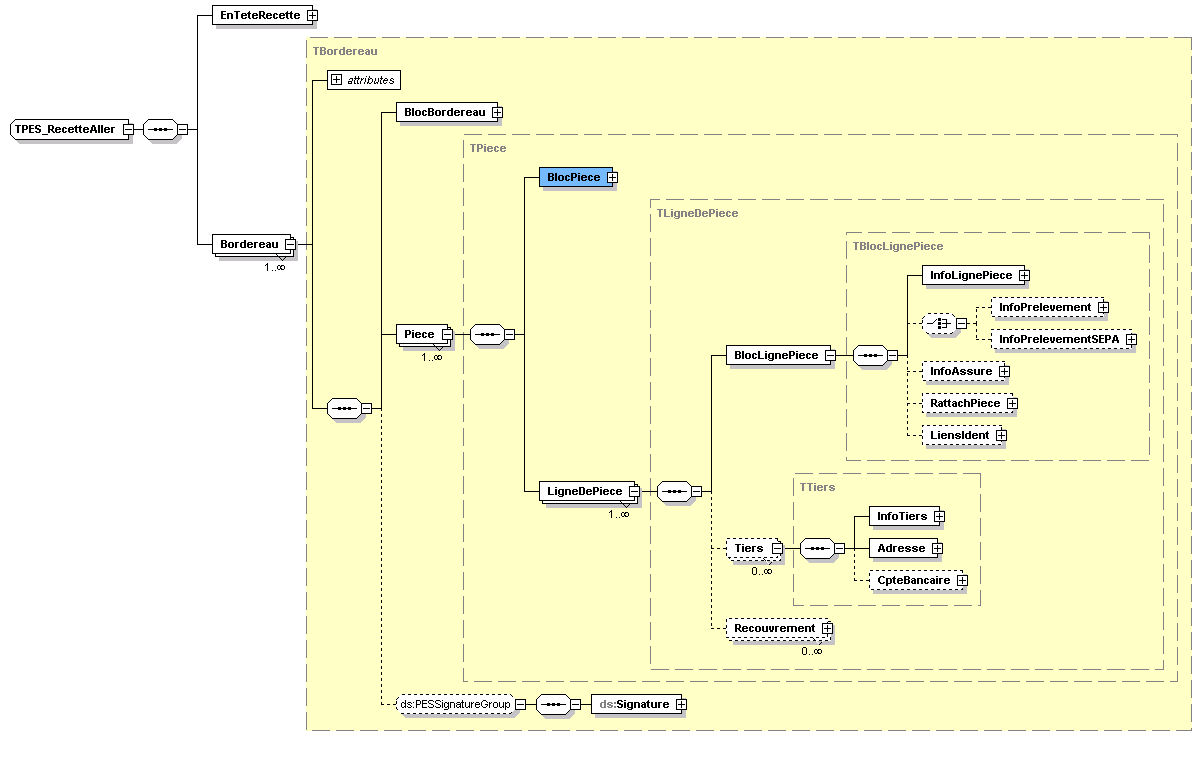 EnTeteRecette
TBordereau
attributes
BlocBordereau
TPES_RecetteAller
TPiece
BlocPiece
TLigneDePiece
TBlocLignePiece
Bordereau
1..∞
InfoLignePiece
InfoPrelevement
InfoPrelevementSEPA
Piece
1..∞
BlocLignePiece
InfoAssure
RattachPiece
LiensIdent
LigneDePiece
1..∞
TTiers
InfoTiers
Tiers
0..∞
Adresse
CpteBancaire
Recouvrement
0..∞
ds:PESSignatureGroup
ds:Signature